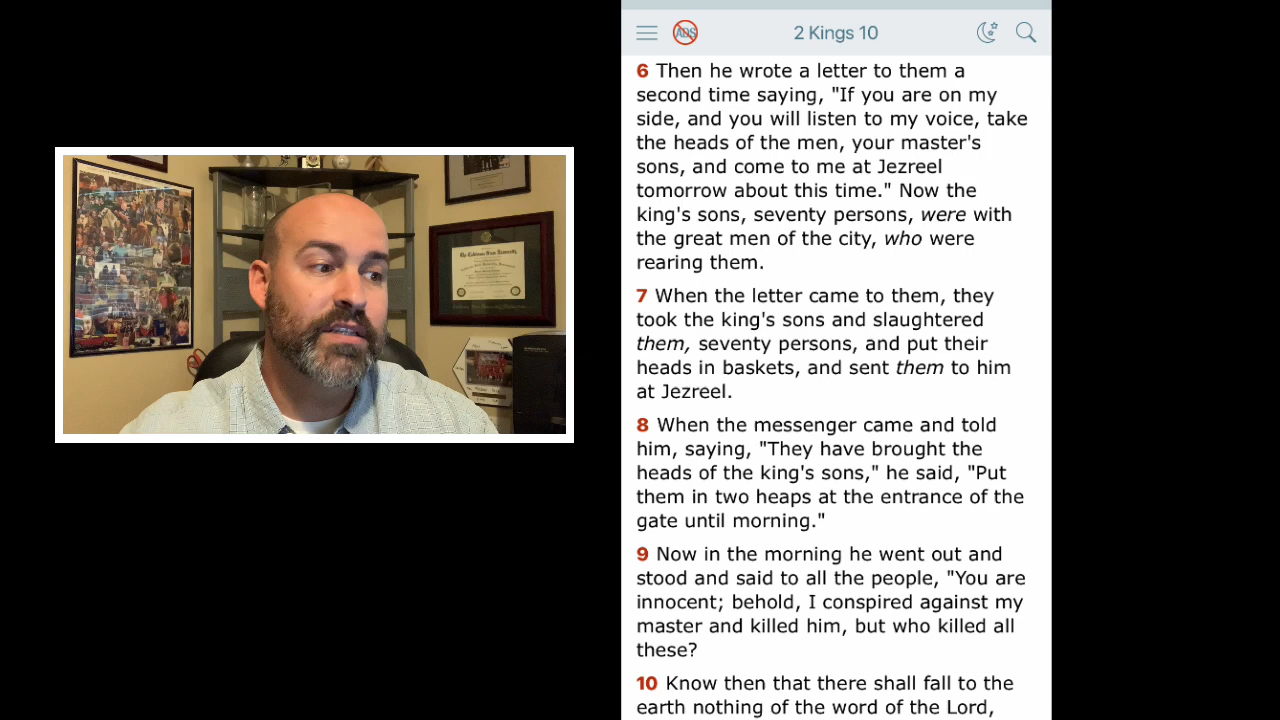 ADS
2 Kings 10
6 Then he wrote a letter to them a
second time saying, "If you are on my
side, and you will listen to my voice, take
the heads of the men, your master's
sons, and come to me at Jezreel
tomorrow about this time." Now the
king's sons, seventy persons, were with
the great men of the city, who were
rearing them.
7 When the letter came to them, they
took the king's sons and slaughtered
them, seventy persons, and put their
heads in baskets, and sent them to him
at Jezreel.
8 When the messenger came and told
him, saying, "They have brought the
heads of the king's sons," he said, "Put
them in two heaps at the entrance of the
gate until morning."
9 Now in the morning he went out and
stood and said to all the people, "You are
innocent; behold, I conspired against my
master and killed him, but who killed all
these?
10 Know then that there shall fall to the
earth nothing of the word of the Lord,
The California State University